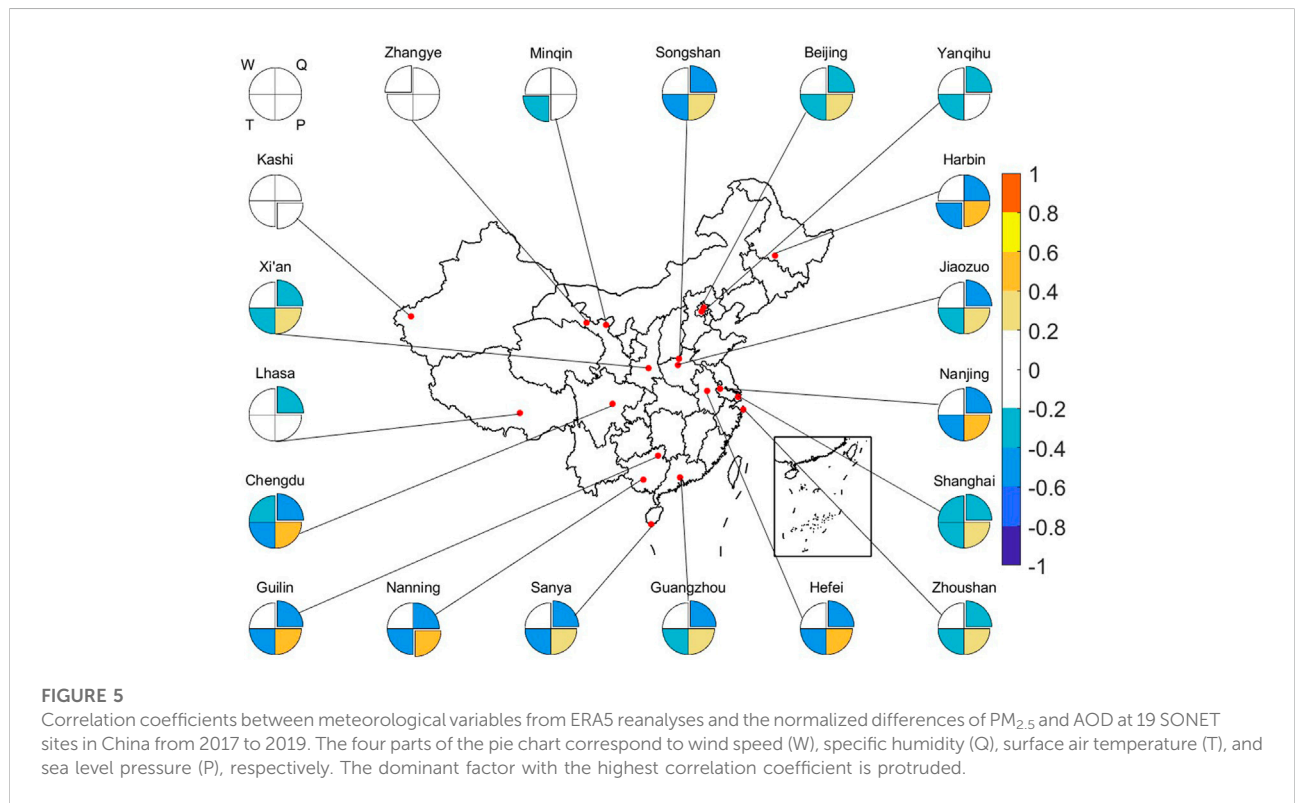 Zhangye Minqin Songshan Beijing Yanqihu
W Q
T P
Kashi Harbin
Xi'an Jiaozuo
Lhasa Nanjing
Chengdu Shanghai
Guilin Nanning Sanya Guangzhou Hefei Zhoushan
1
0.8
0.6
0.4
0.2
0
-0.2
-0.4
-0.6
-0.8
-1
FIGURE 5
Correlation coefficients between meteorological variables from ERA5 reanalyses and the normalized differences of PM2.5 and AOD at 19 SONET
sites in China from 2017 to 2019. The four parts of the pie chart correspond to wind speed (W), specific humidity (Q), surface air temperature (T), and
sea level pressure (P), respectively. The dominant factor with the highest correlation coefficient is protruded.